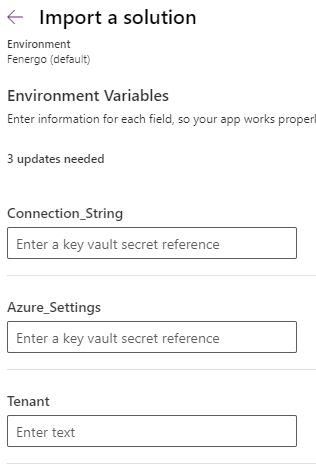 Import a solution
Environment
Fenergo (default)
Environment Variables
Enter information for each field, so your app works properl
3 updates needed
Connection_String
Enter a key vault secret reference
Azure_Settings
Enter a key vault secret reference
Tenant
Enter text